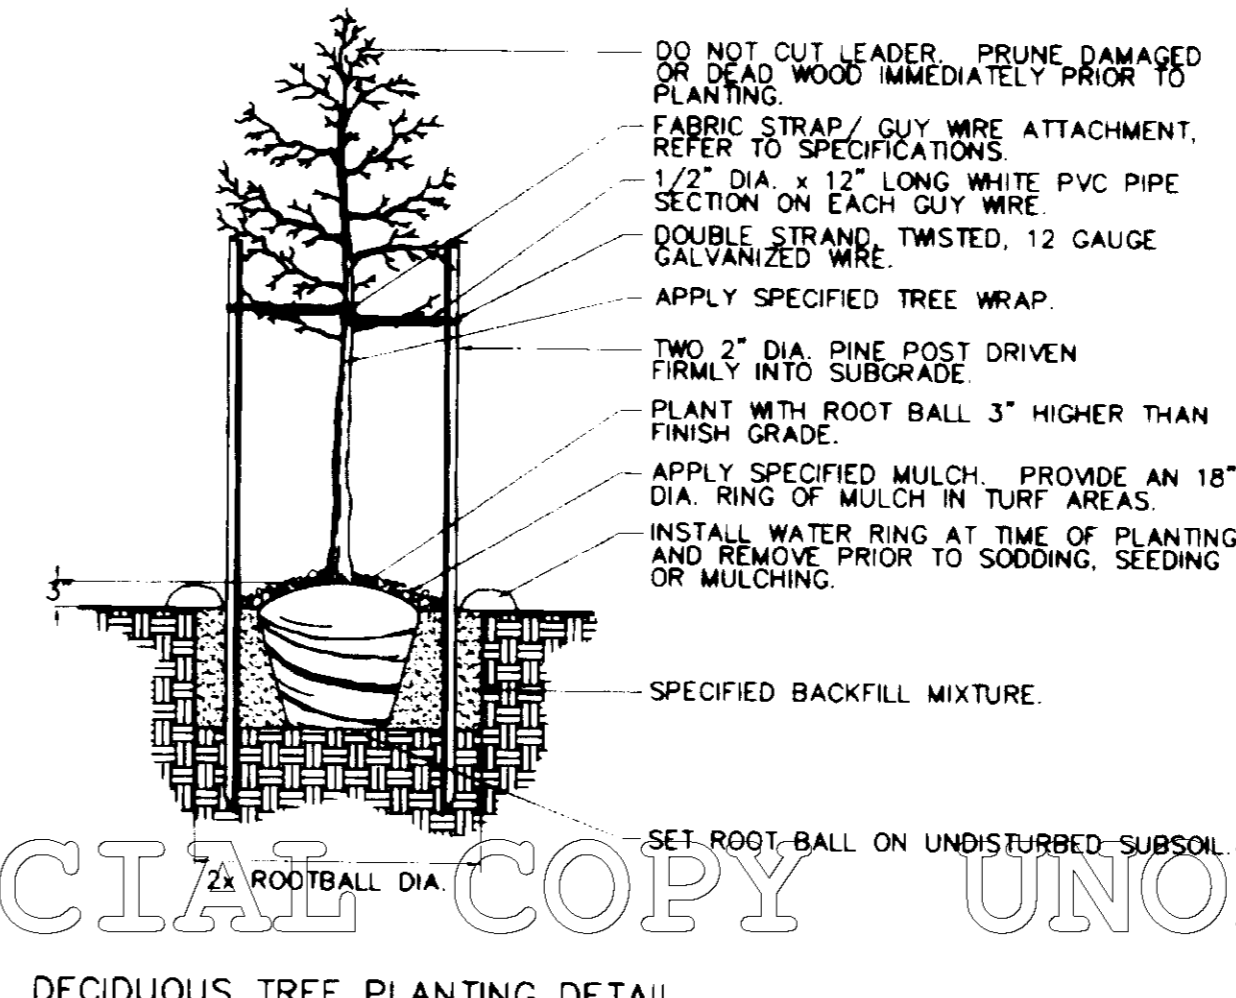 DO NOT CUT LEADER. PRUNE DAMAGED
OR DEAD WOOD IMMEDIATELY PRIOR TO
PLANTING.
FABRIC STRAP/ GUY WIRE ATTACHMENT,
REFER TO SPECIFICATIONS.
1/2" DIA. x 12" LONG WHITE PVC PIPE
SECTION ON EACH GUY WIRE.
DOUBLE STRAND, TWISTED, 12 GAUGE
GALVANIZED WIRE.
APPLY SPECIFIED TREE WRAP.
TWO 2" DIA. PINE POST DRIVEN
FIRMLY INTO SUBGRADE.
PLANT WITH ROOT BALL 3" HIGHER THAN
FINISH GRADE.
APPLY SPECIFIED MULCH. PROVIDE AN 18"
DIA. RING OF MULCH IN TURF AREAS.
INSTALL WATER RING AT TIME OF PLANTING
AND REMOVE PRIOR TO SODDING, SEEDING
OR MULCHING.
3"
SPECIFIED BACKFILL MIXTURE.
SET ROOT BALL ON UNDISTURBED SUBSOIL.
2x ROOTBALL DIA.
CIAL COPY UNO
DECIDUOUS TREE PLANTING DETAIL